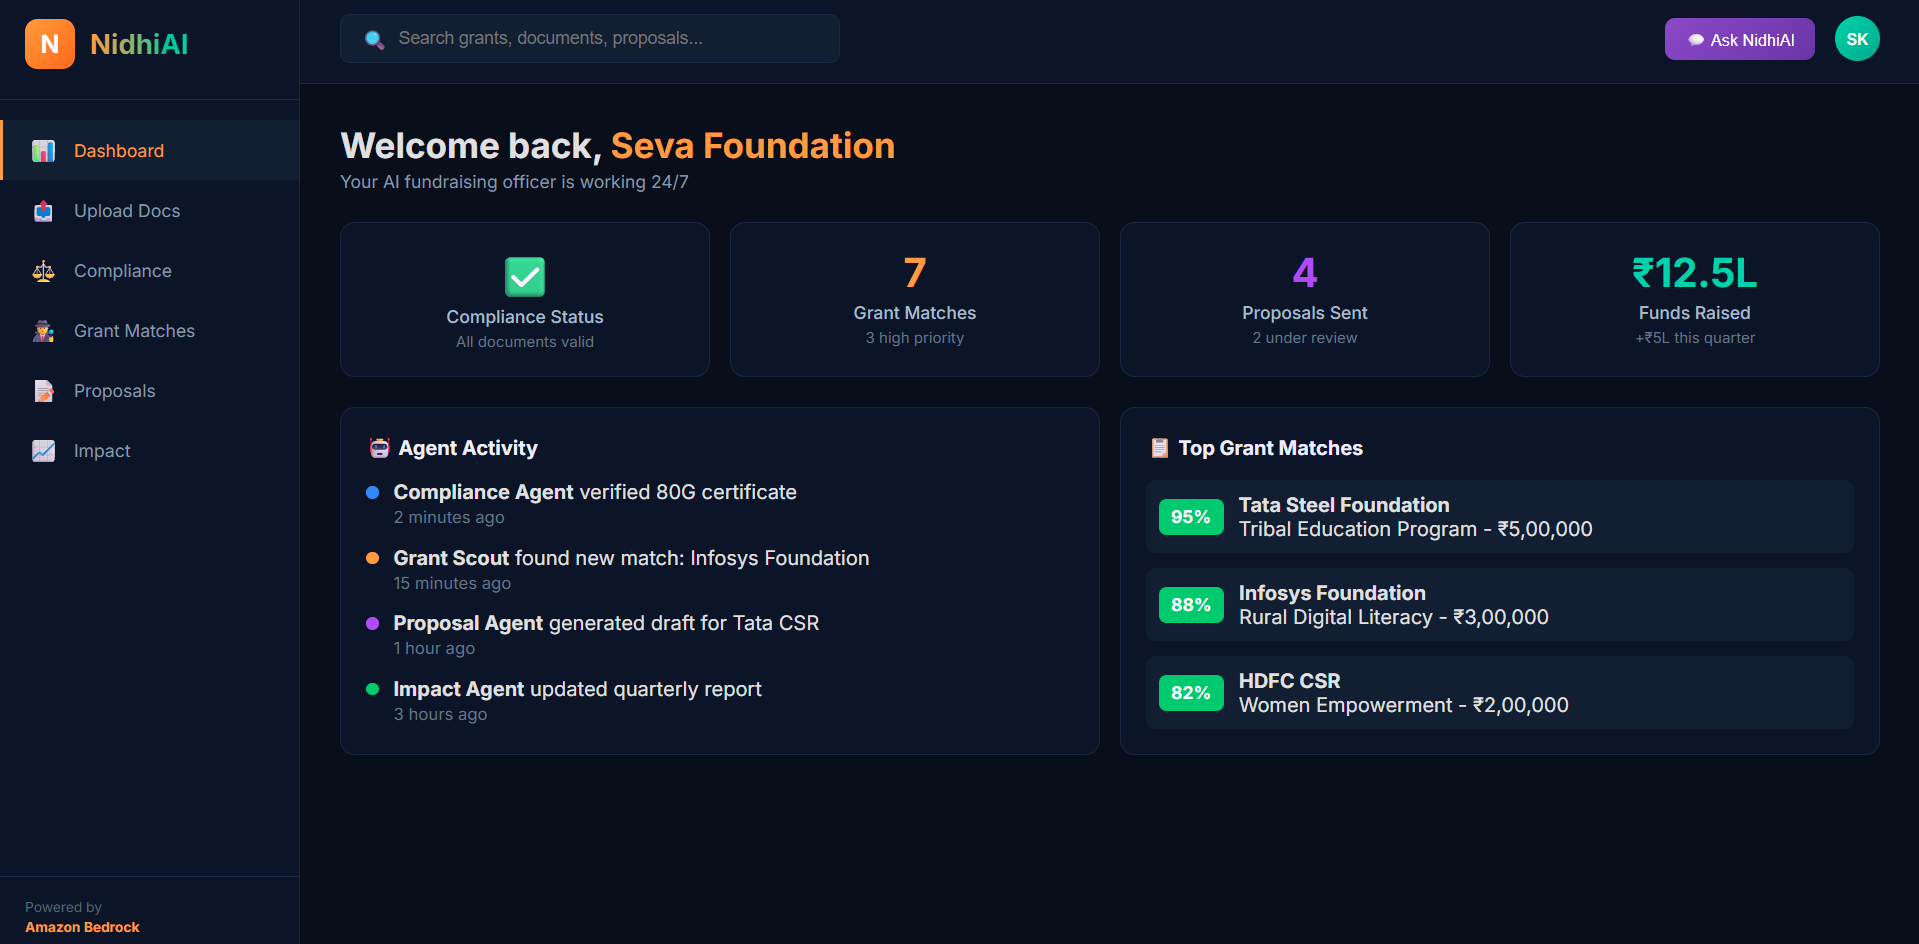 N NidhiAI
Search grants, documents, proposals...
Ask NidhiAI
SK
Dashboard
Upload Docs
Compliance
Grant Matches
Proposals
Impact
Powered by
Amazon Bedrock
Welcome back, Seva Foundation
Your AI fundraising officer is working 24/7
Compliance Status
All documents valid
7
Grant Matches
3 high priority
4
Proposals Sent
2 under review
₹12.5L
Funds Raised
+₹5L this quarter
Agent Activity
Compliance Agent verified 80G certificate
2 minutes ago
Grant Scout found new match: Infosys Foundation
15 minutes ago
Proposal Agent generated draft for Tata CSR
1 hour ago
Impact Agent updated quarterly report
3 hours ago
Top Grant Matches
95%
Tata Steel Foundation
Tribal Education Program - ₹5,00,000
88%
Infosys Foundation
Rural Digital Literacy - ₹3,00,000
82%
HDFC CSR
Women Empowerment - ₹2,00,000